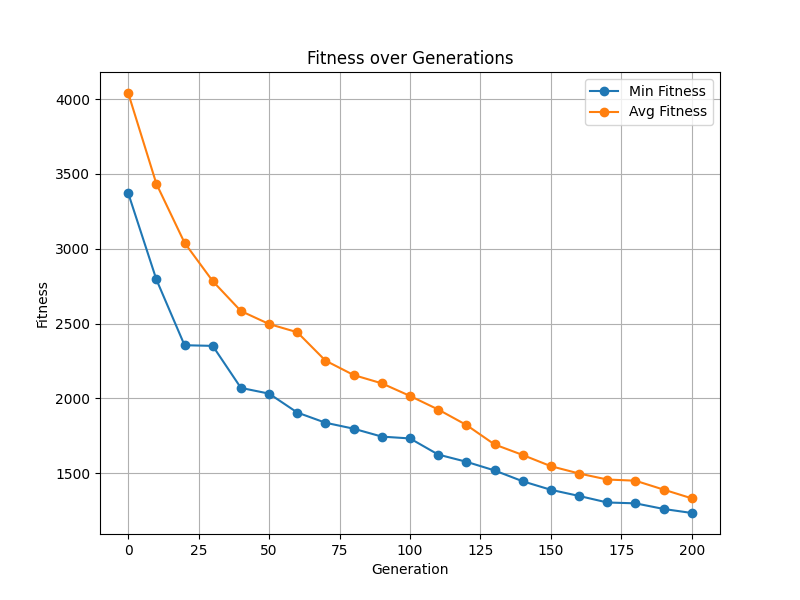 Fitness over Generations
Min Fitness
Avg Fitness
4000
3500
3000
2500
2000
1500
Fitness
0 25 50 75 100 125 150 175 200
Generation